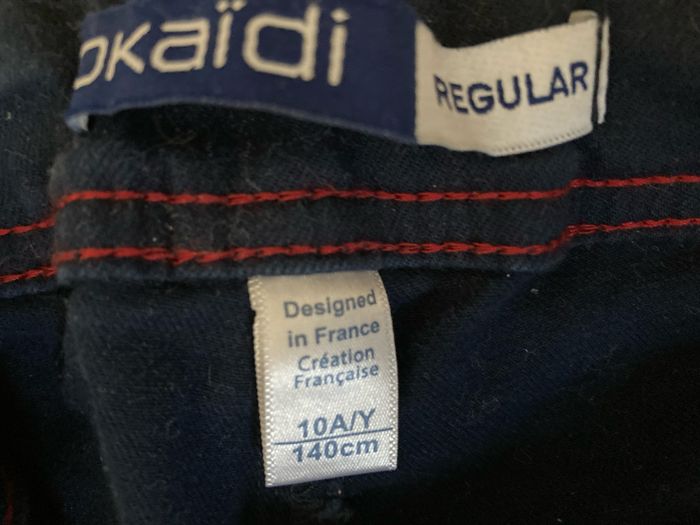 okaïdi
REGULAR
Designed
in France
Création
Française
10A/Y
140cm